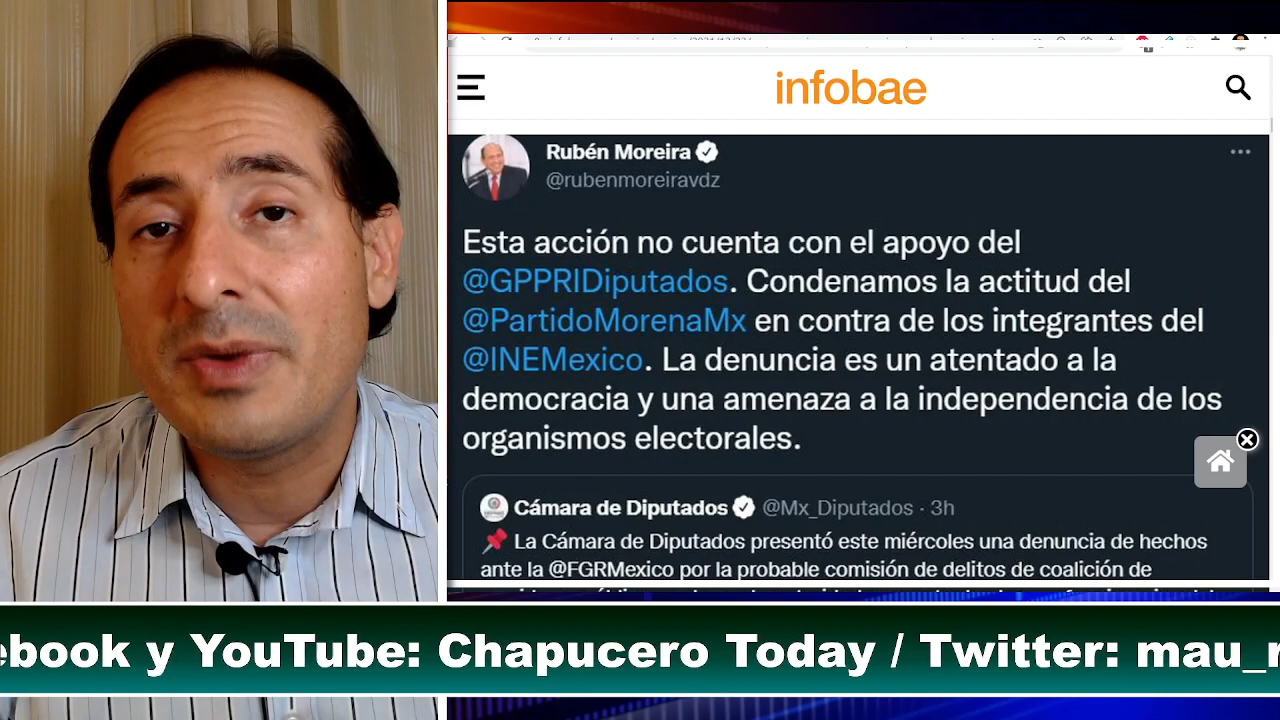 infobae
Rubén Moreira
@rubenmoreiravdz
Esta acción no cuenta con el apoyo del
@GPPRIDiputados. Condenamos la actitud del
@PartidoMorenaMx en contra de los integrantes del
@INEMexico. La denuncia es un atentado a la
democracia y una amenaza a la independencia de los
organismos electorales.
Cámara de Diputados @Mx_Diputados · 3h
La Cámara de Diputados presentó este miércoles una denuncia de hechos
ante la @FGRMexico por la probable comisión de delitos de coalición de
ebook y YouTube: Chapucero Today / Twitter: mau_